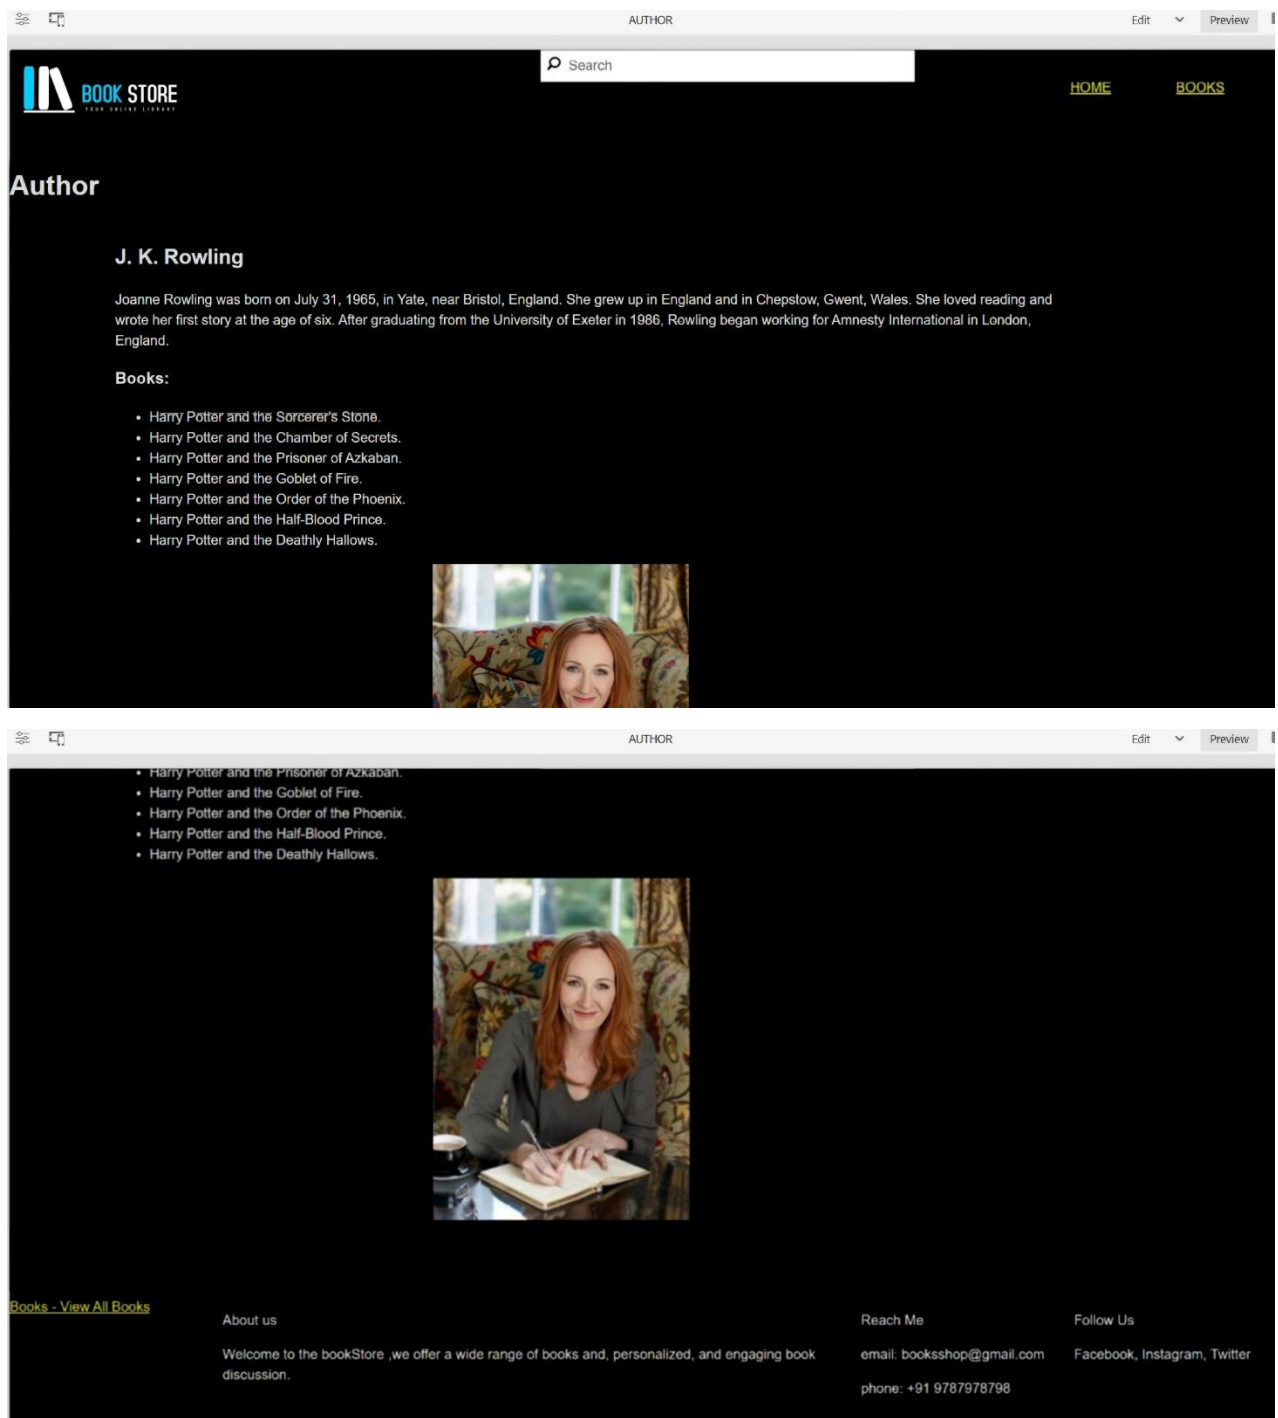 AUTHOR
Edit
Preview
Search
BOOK STORE
YOUR ONLINE LIBRARY
HOME
BOOKS
Author
J. K. Rowling
Joanne Rowling was born on July 31, 1965, in Yate, near Bristol, England. She grew up in England and in Chepstow, Gwent, Wales. She loved reading and
wrote her first story at the age of six. After graduating from the University of Exeter in 1986, Rowling began working for Amnesty International in London,
England.
Books:
• Harry Potter and the Sorcerer's Stone.
• Harry Potter and the Chamber of Secrets.
• Harry Potter and the Prisoner of Azkaban.
• Harry Potter and the Goblet of Fire.
• Harry Potter and the Order of the Phoenix.
• Harry Potter and the Half-Blood Prince.
• Harry Potter and the Deathly Hallows.
AUTHOR
Edit
Preview
• Harry Potter and the Prisoner of Azkaban.
• Harry Potter and the Goblet of Fire.
• Harry Potter and the Order of the Phoenix.
• Harry Potter and the Half-Blood Prince.
• Harry Potter and the Deathly Hallows.
Books - View All Books
About us
Welcome to the bookStore ,we offer a wide range of books and, personalized, and engaging book
discussion.
Reach Me
email: booksshop@gmail.com
phone: +91 9787978798
Follow Us
Facebook, Instagram, Twitter